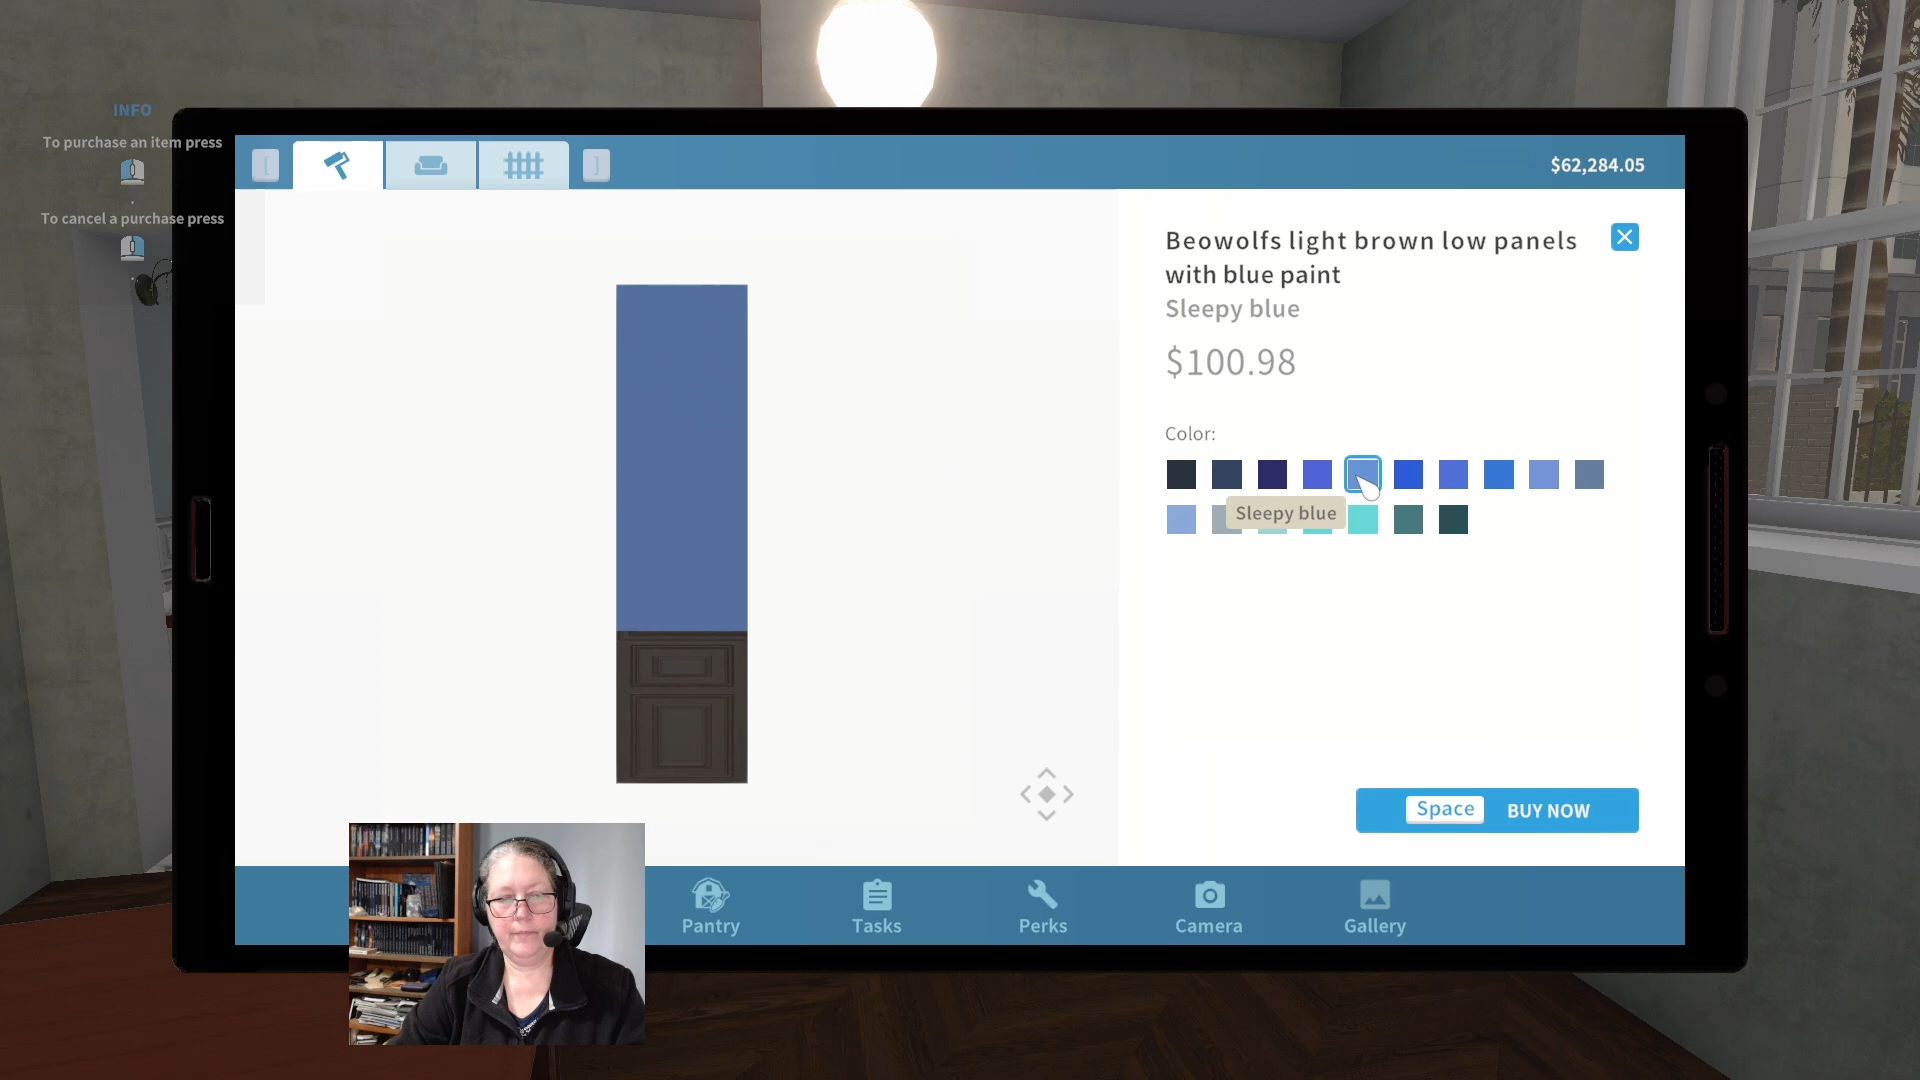 INFO
To purchase an item press
To cancel a purchase press
[
]
$62,284.05
Beowolfs light brown low panels
with blue paint
Sleepy blue
$100.98
Color:
Sleepy blue
Space BUY NOW
Pantry
Tasks
Perks
Camera
Gallery